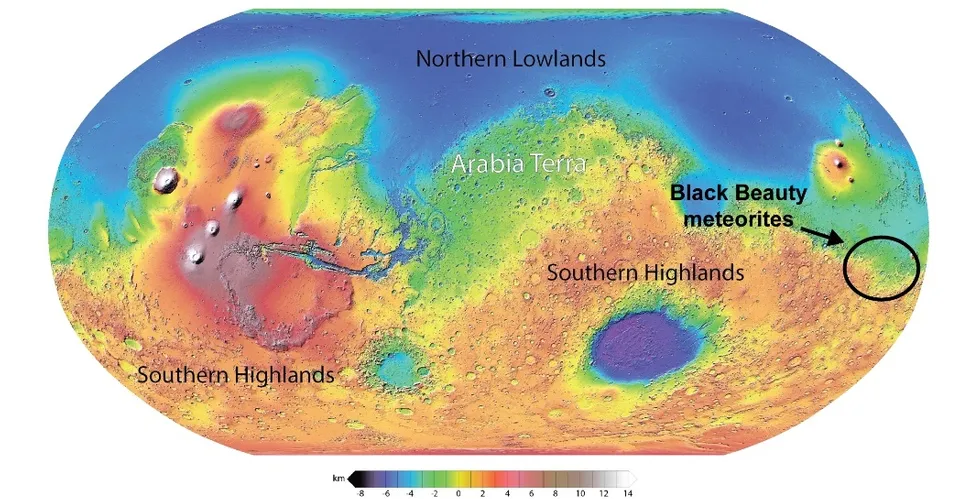 Northern Lowlands
Arabia Terra
Black Beauty
meteorites
Southern Highlands
Southern Highlands
km
-8 -6 -4 -2 0 2 4 6 8 10 12 14